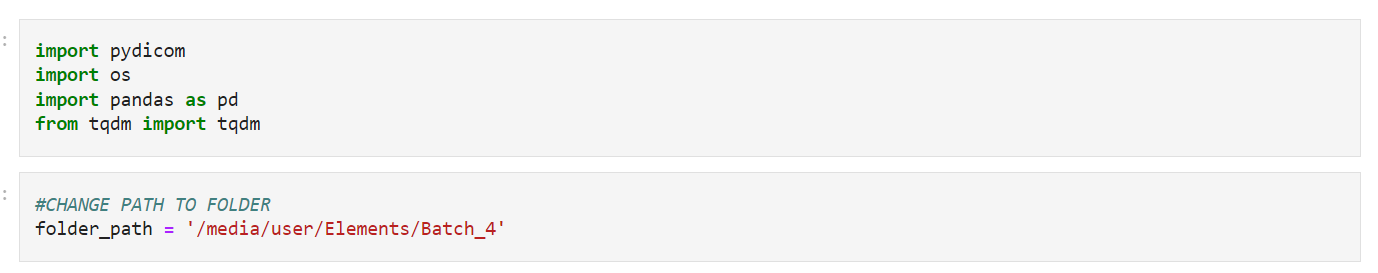 import pydicom
import os
import pandas as pd
from tqdm import tqdm
#CHANGE PATH TO FOLDER
folder_path = '/media/user/Elements/Batch_4'